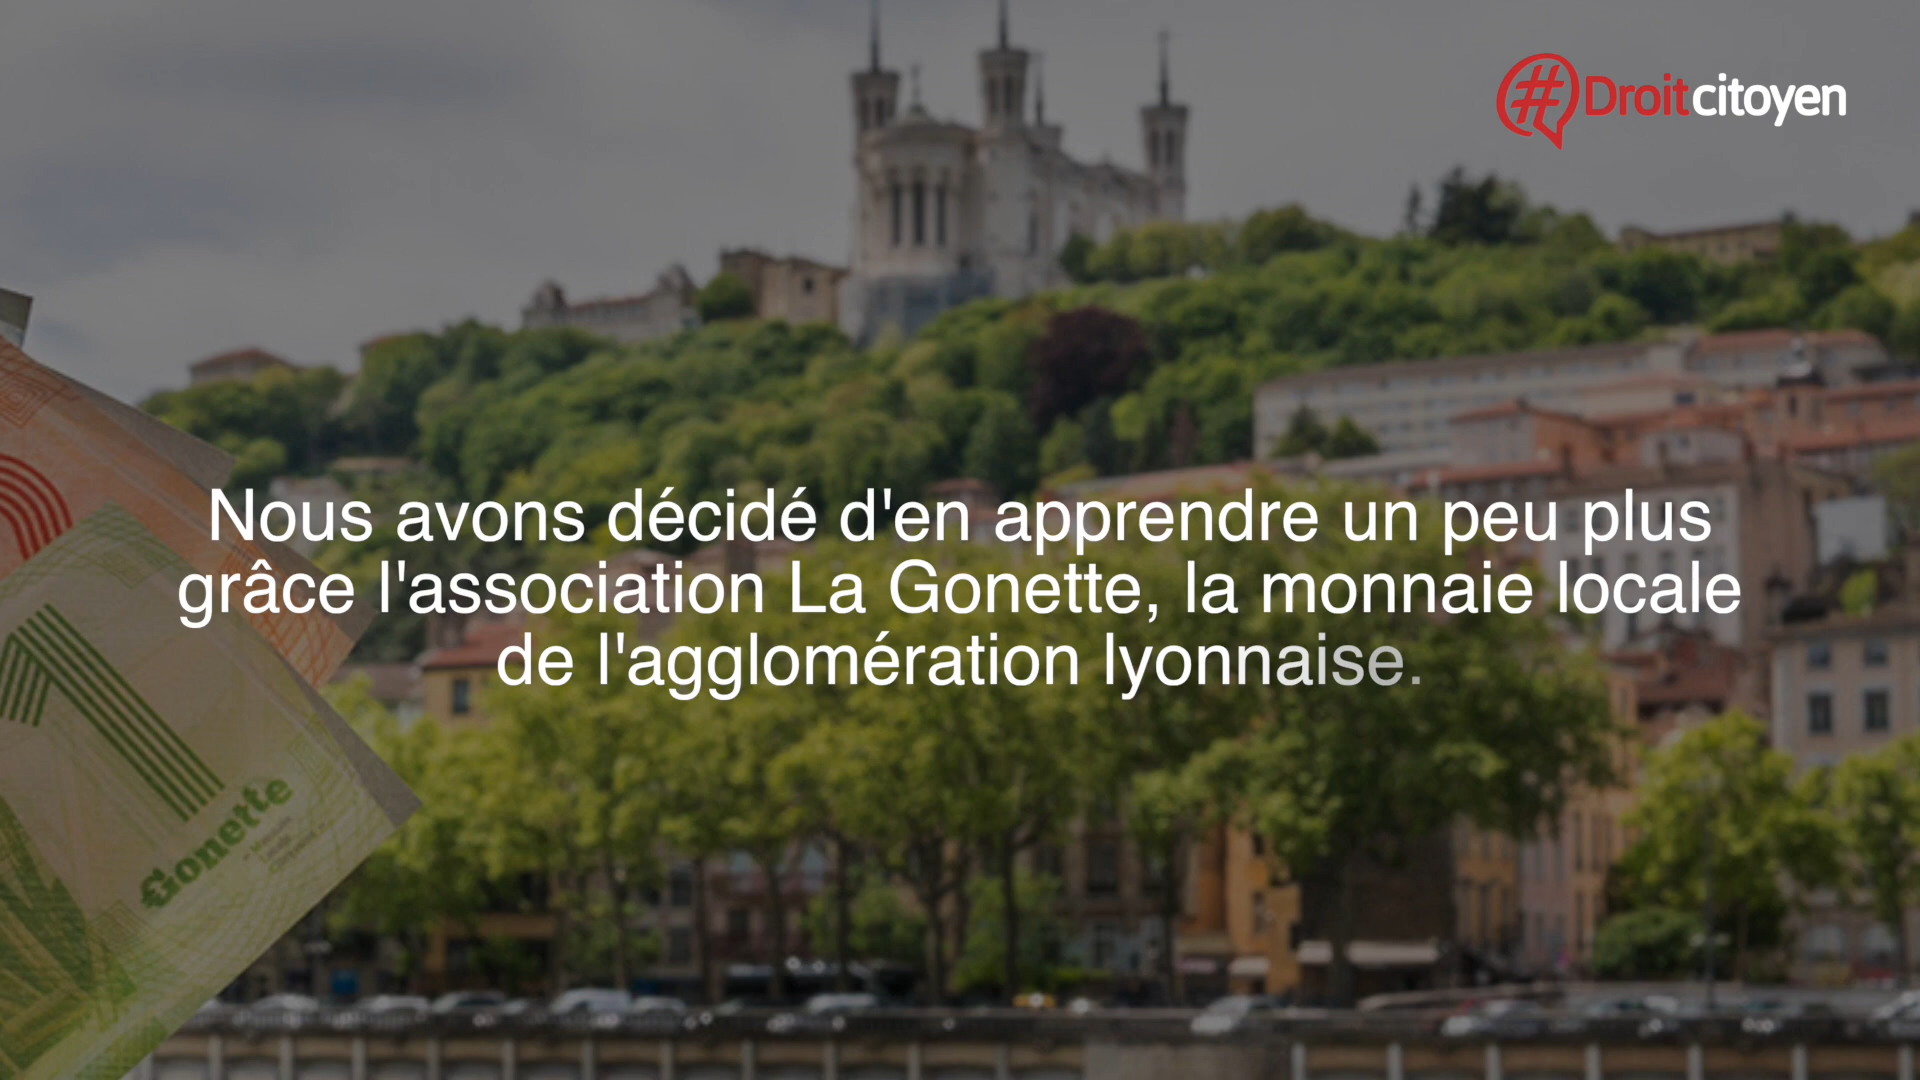 #Droitcitoyen
Nous avons décidé d'en apprendre un peu plus
grâce l'association La Gonette, la monnaie locale
de l'agglomération lyonnaise.
1
Gonette